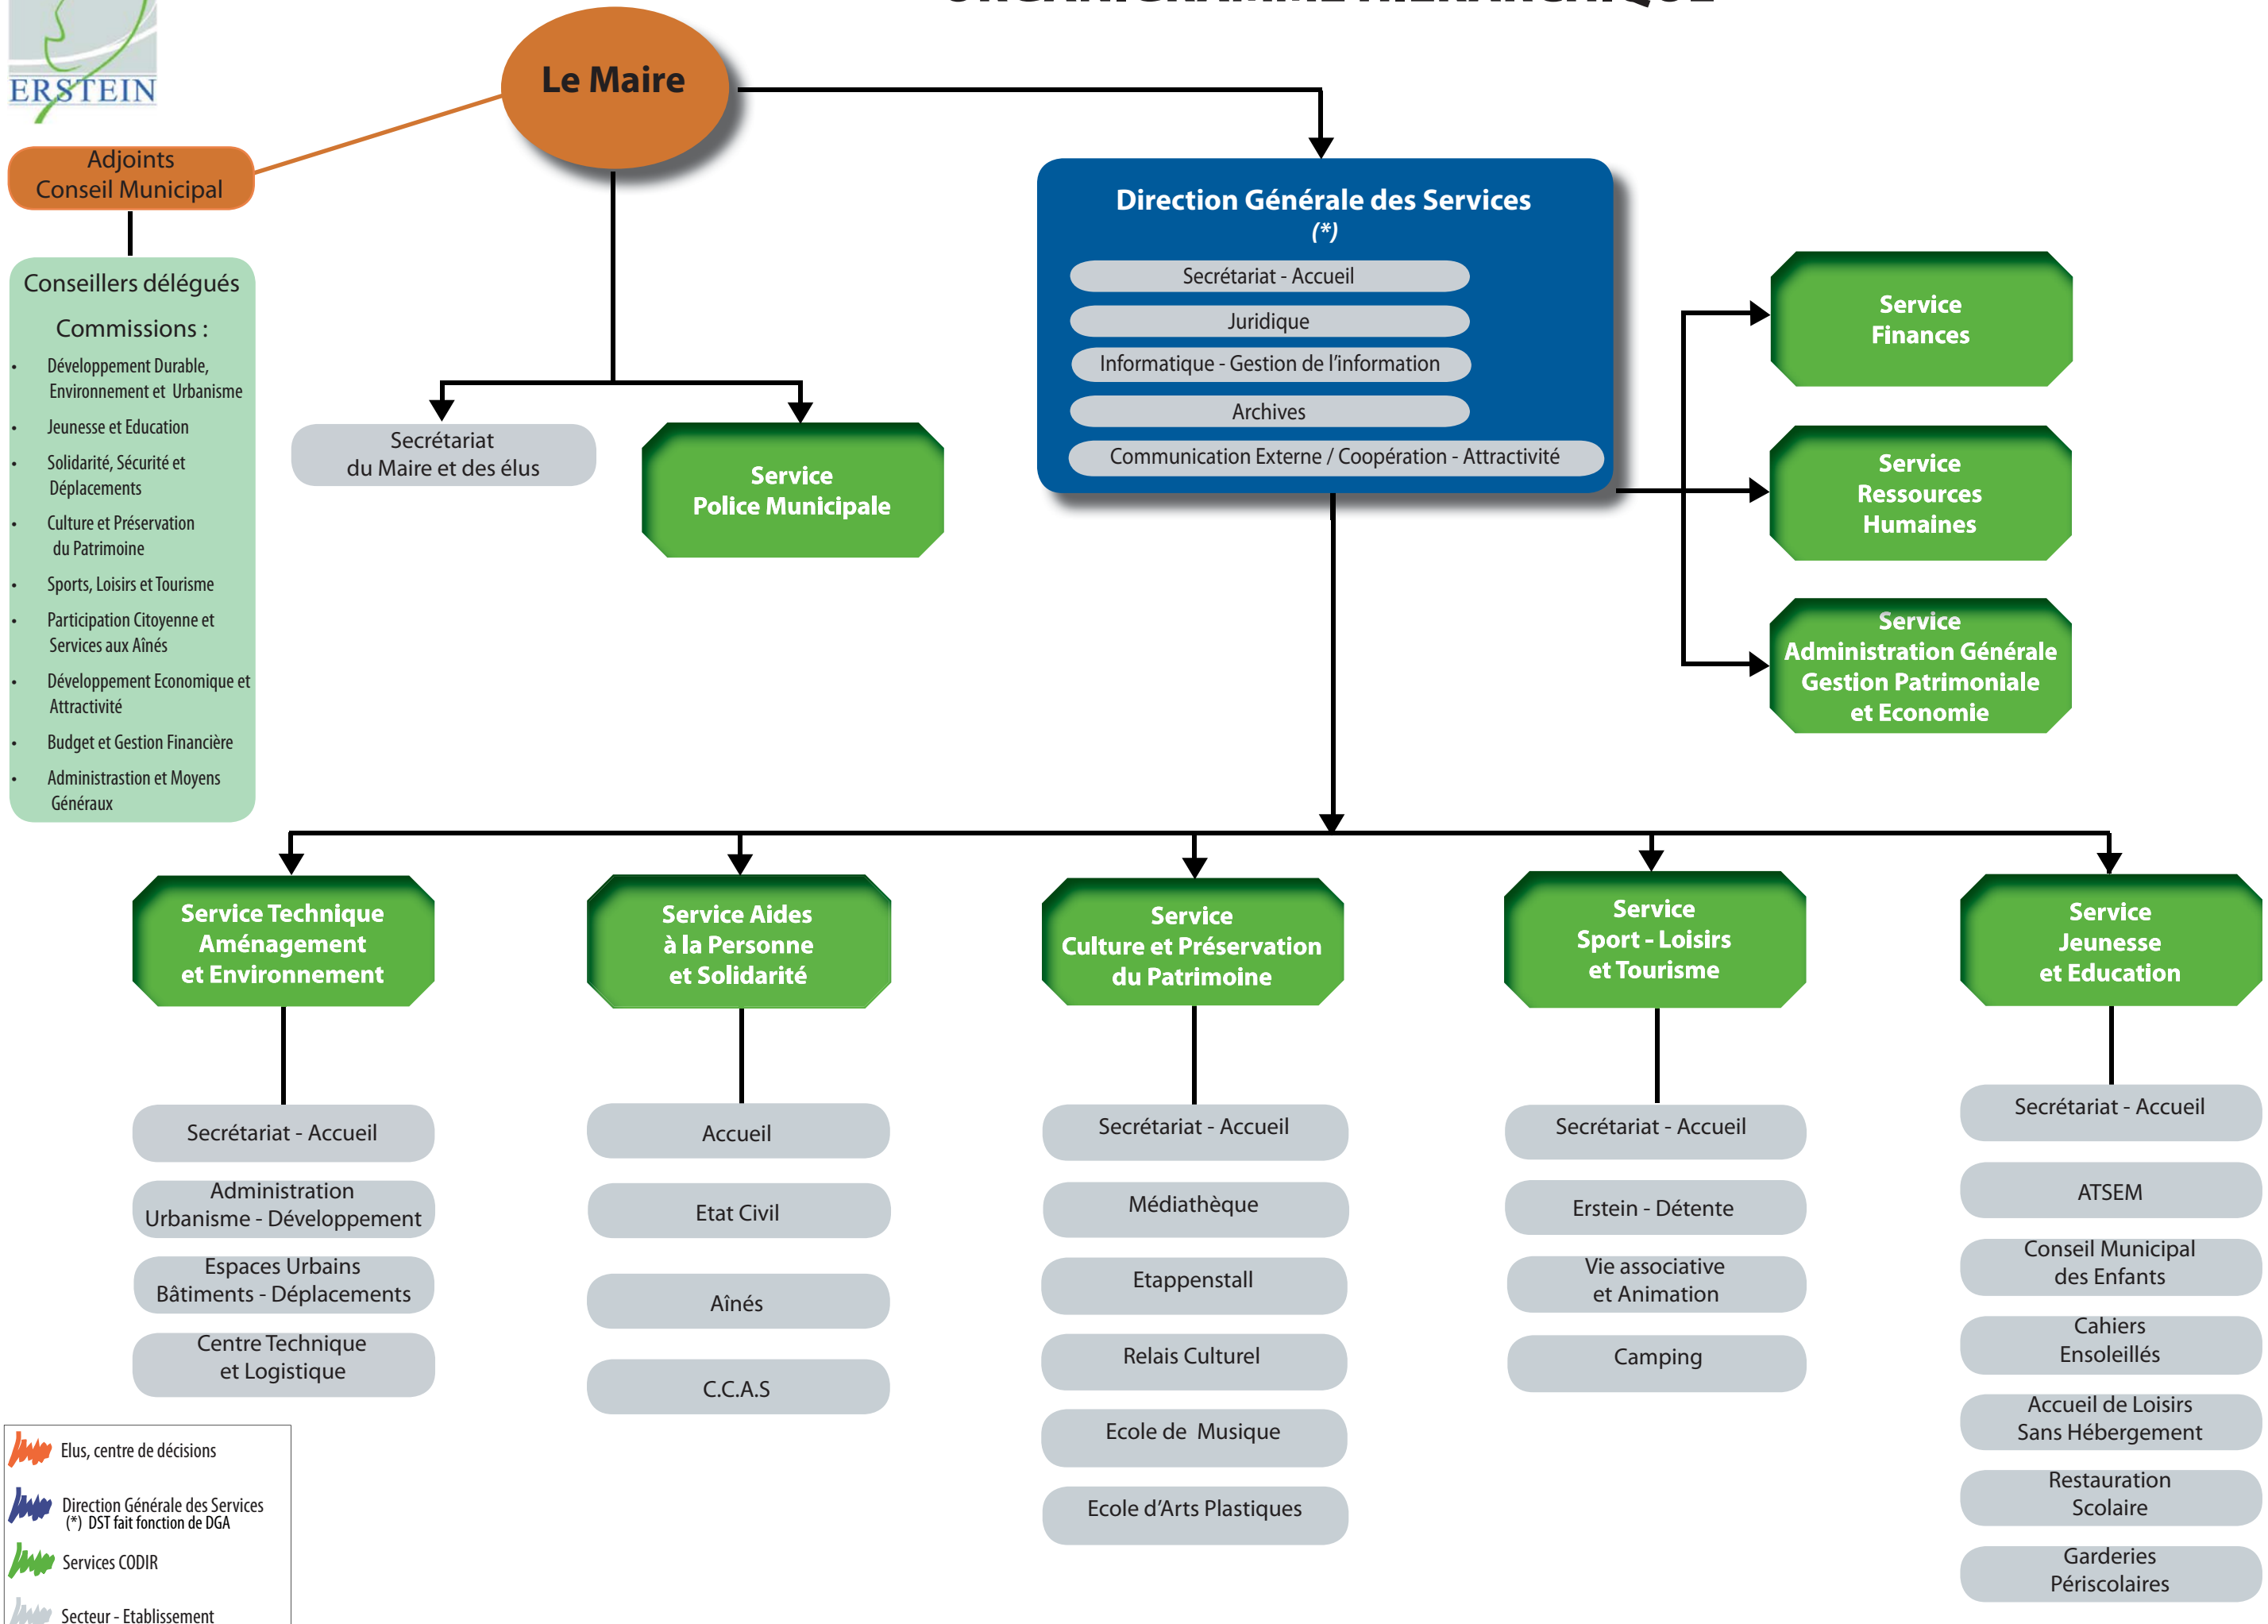 ORGANIGRAMME HIERARCHIQUE
ERSTEIN
Le Maire
Adjoints
Conseil Municipal
Conseillers délégués
Commissions :
• Développement Durable,
Environnement et Urbanisme
• Jeunesse et Education
• Solidarité, Sécurité et
Déplacements
• Culture et Préservation
du Patrimoine
• Sports, Loisirs et Tourisme
• Participation Citoyenne et
Services aux Aînés
• Développement Economique et
Attractivité
• Budget et Gestion Financière
• Administrastion et Moyens
Généraux
Secrétariat
du Maire et des élus
Service
Police Municipale
Direction Générale des Services
(*)
Secrétariat - Accueil
Juridique
Informatique - Gestion de l'information
Archives
Communication Externe / Coopération - Attractivité
Service
Finances
Service
Ressources
Humaines
Service
Administration Générale
Gestion Patrimoniale
et Economie
Service Technique
Aménagement
et Environnement
Secrétariat - Accueil
Administration
Urbanisme - Développement
Espaces Urbains
Bâtiments - Déplacements
Centre Technique
et Logistique
Service Aides
à la Personne
et Solidarité
Accueil
Etat Civil
Aînés
C.C.A.S
Service
Culture et Préservation
du Patrimoine
Secrétariat - Accueil
Médiathèque
Etappenstall
Relais Culturel
Ecole de Musique
Ecole d'Arts Plastiques
Service
Sport - Loisirs
et Tourisme
Secrétariat - Accueil
Erstein - Détente
Vie associative
et Animation
Camping
Service
Jeunesse
et Education
Secrétariat - Accueil
ATSEM
Conseil Municipal
des Enfants
Cahiers
Ensoleillés
Accueil de Loisirs
Sans Hébergement
Restauration
Scolaire
Garderies
Périscolaires
Elus, centre de décisions
Direction Générale des Services
(*) DST fait fonction de DGA
Services CODIR
Secteur - Etablissement